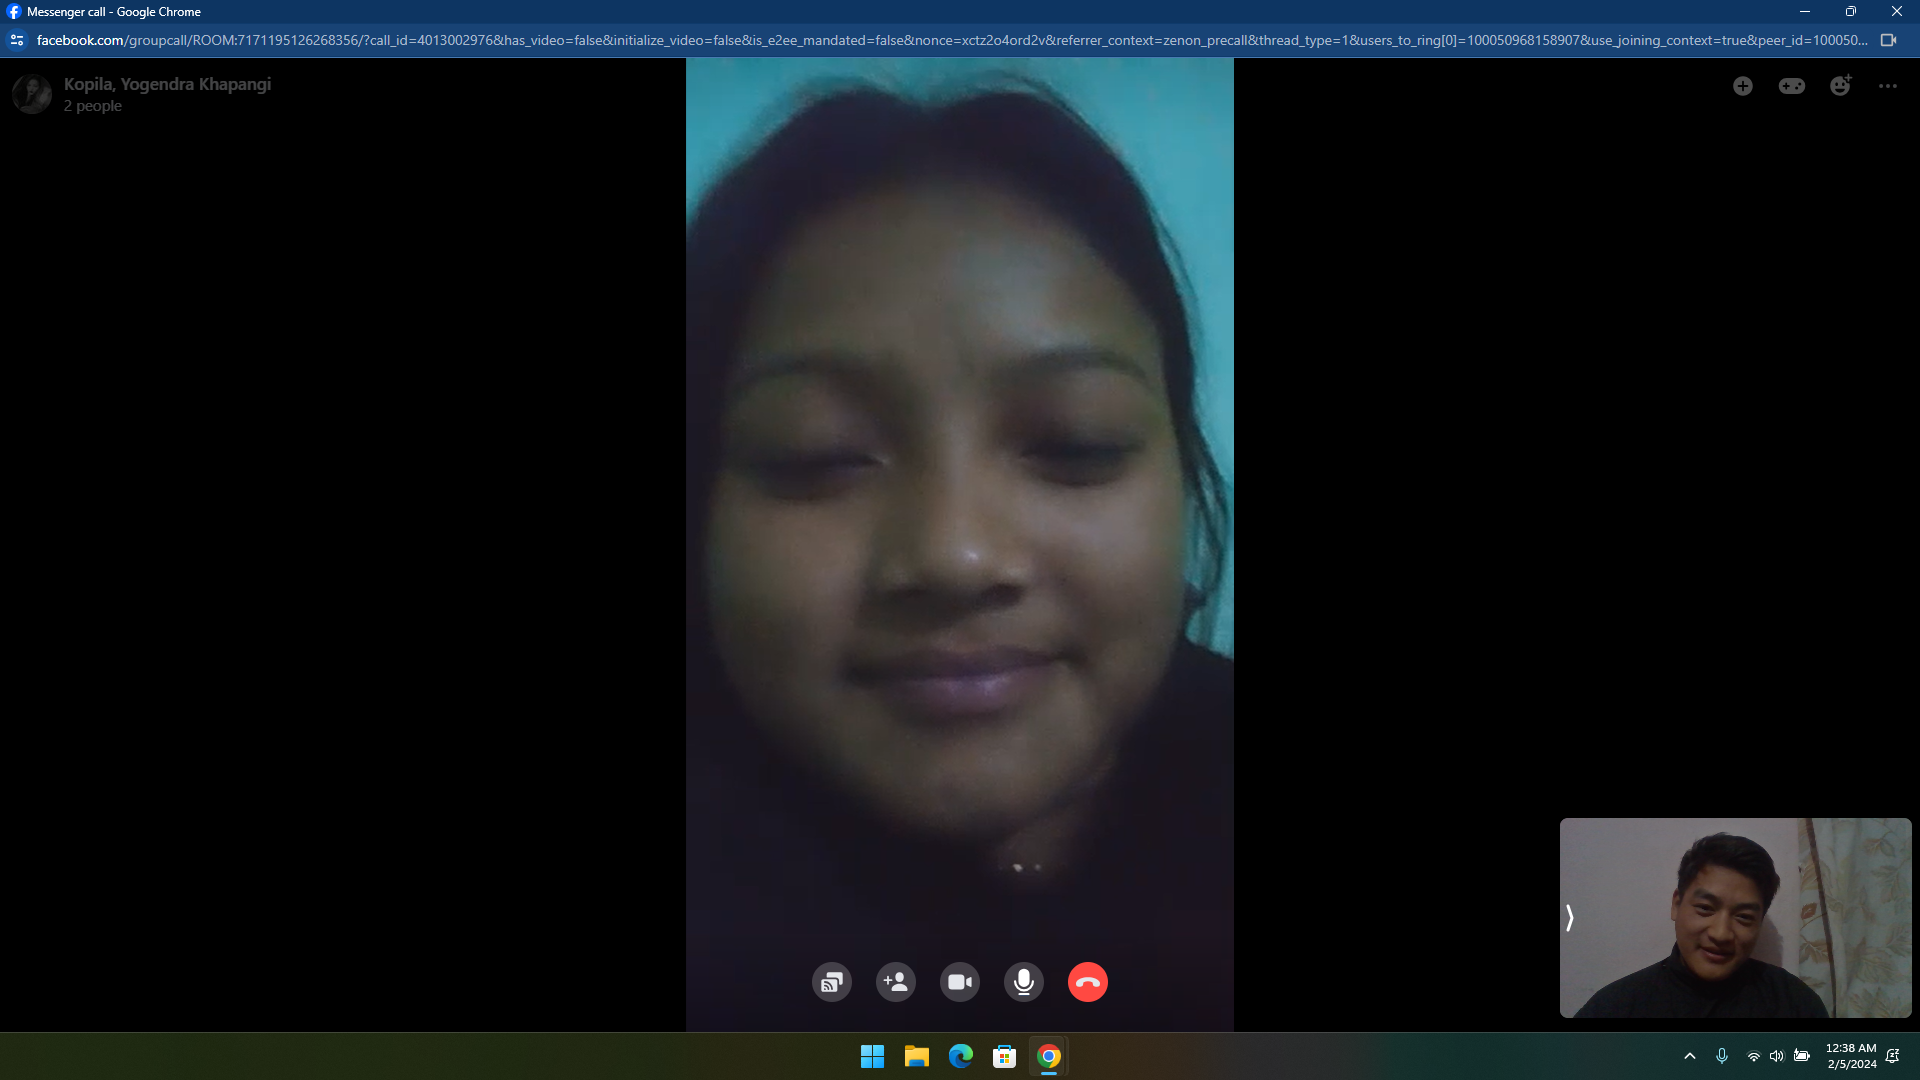 Messenger call - Google Chrome
facebook.com/groupcall/ROOM:7171195126268356/?call_id=4013002976&has_video=false&initialize_video=false&is_e2ee_mandated=false&nonce=xctz2o4ord2v&referrer_context=zenon_precall&thread_type=1&users_to_ring[0]=100050968158907&use_joining_context=true&peer_id=100050...
Kopila, Yogendra Khapangi
2 people
12:38 AM
2/5/2024